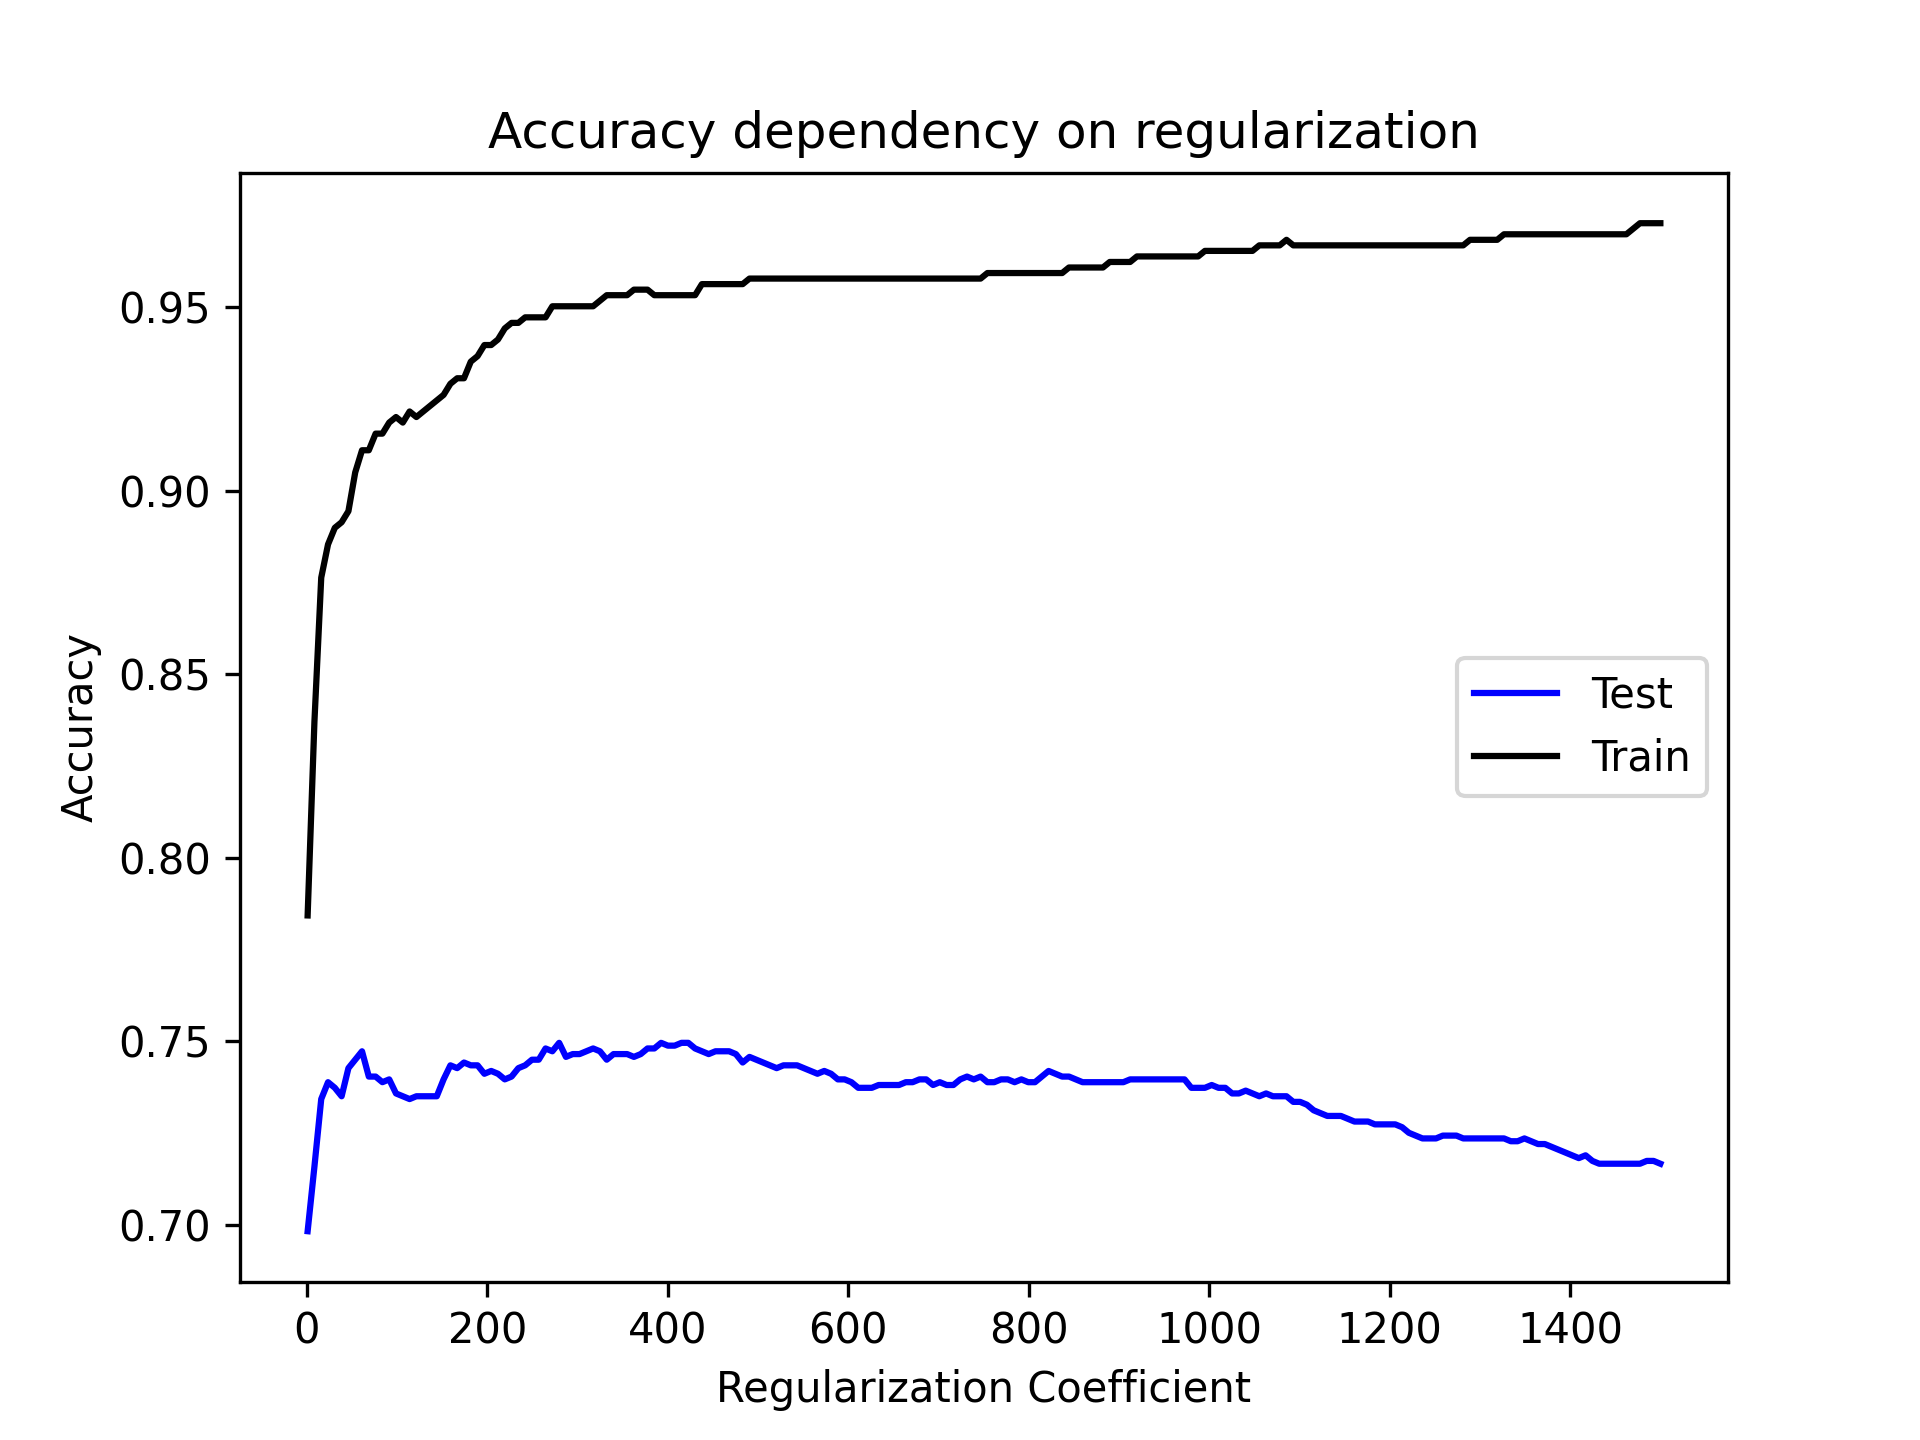 Accuracy dependency on regularization
Accuracy
0.95
0.90
0.85
0.80
0.75
0.70
Test
Train
0 200 400 600 800 1000 1200 1400
Regularization Coefficient